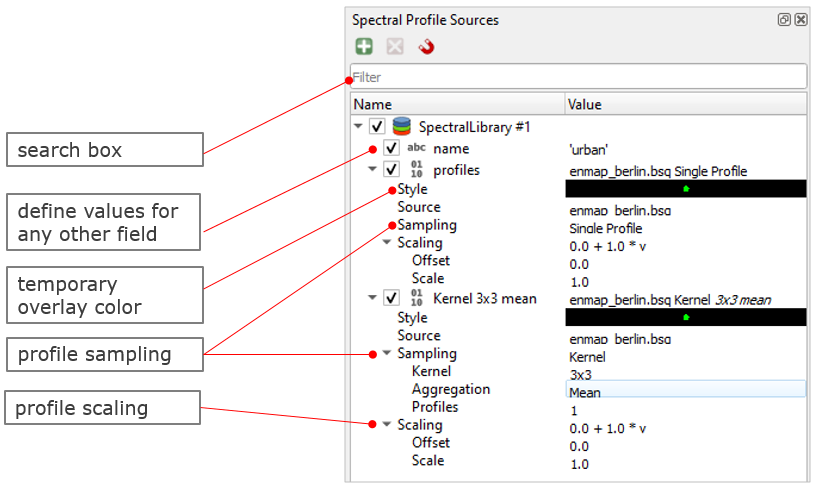 Spectral Profile Sources
Filter
Name Value
SpectralLibrary #1
abc name 'urban'
01
10 profiles enmap_berlin.bsq Single Profile
Style
Source enmap_berlin.bsq
Sampling Single Profile
Scaling 0.0 + 1.0 * v
Offset 0.0
Scale 1.0
01
10 Kernel 3x3 mean enmap_berlin.bsq Kernel 3x3 mean
Style
Source enmap_berlin.bsq
Sampling Kernel
Kernel 3x3
Aggregation Mean
Profiles 1
Scaling 0.0 + 1.0 * v
Offset 0.0
Scale 1.0
search box
define values for
any other field
temporary
overlay color
profile sampling
profile scaling